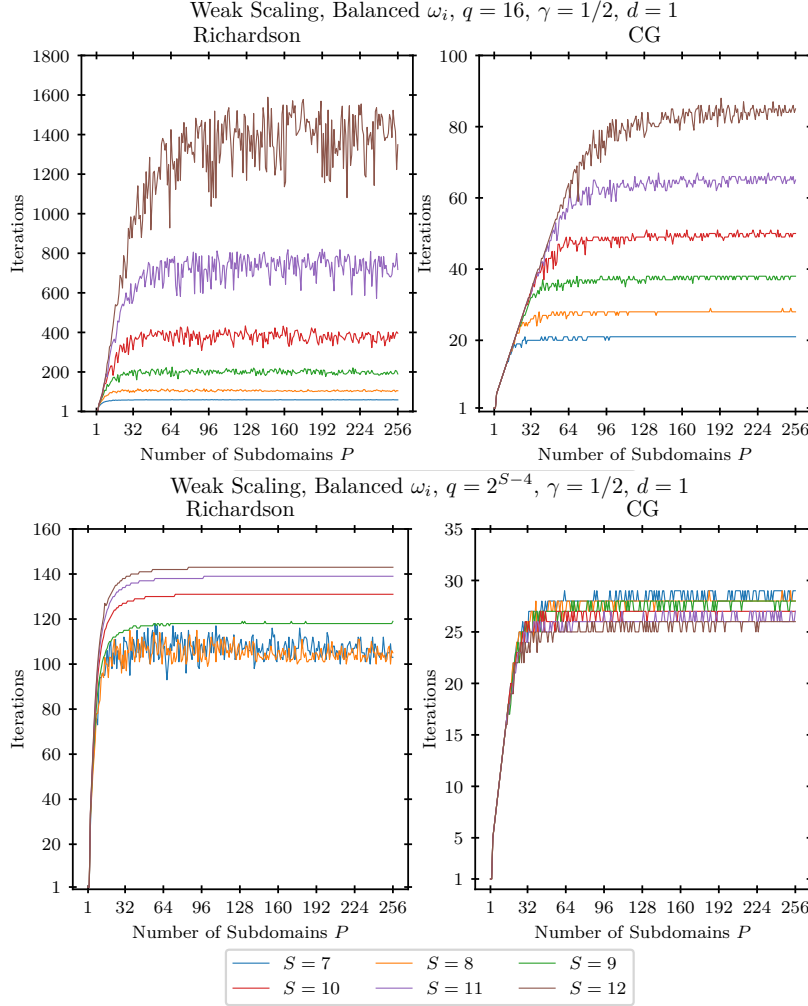 Weak Scaling, Balanced ω_i, q = 16, γ = 1/2, d = 1
Richardson
CG
1800
1600
1400
1200
1000
800
600
400
200
1
Iterations
1 32 64 96 128 160 192 224 256
Number of Subdomains P
100
80
60
40
20
1
Iterations
1 32 64 96 128 160 192 224 256
Number of Subdomains P
Weak Scaling, Balanced ω_i, q = 2^{S−4}, γ = 1/2, d = 1
Richardson
CG
160
140
120
100
80
60
40
20
1
Iterations
1 32 64 96 128 160 192 224 256
Number of Subdomains P
35
30
25
20
15
10
5
1
Iterations
1 32 64 96 128 160 192 224 256
Number of Subdomains P
S = 7 S = 8 S = 9
S = 10 S = 11 S = 12